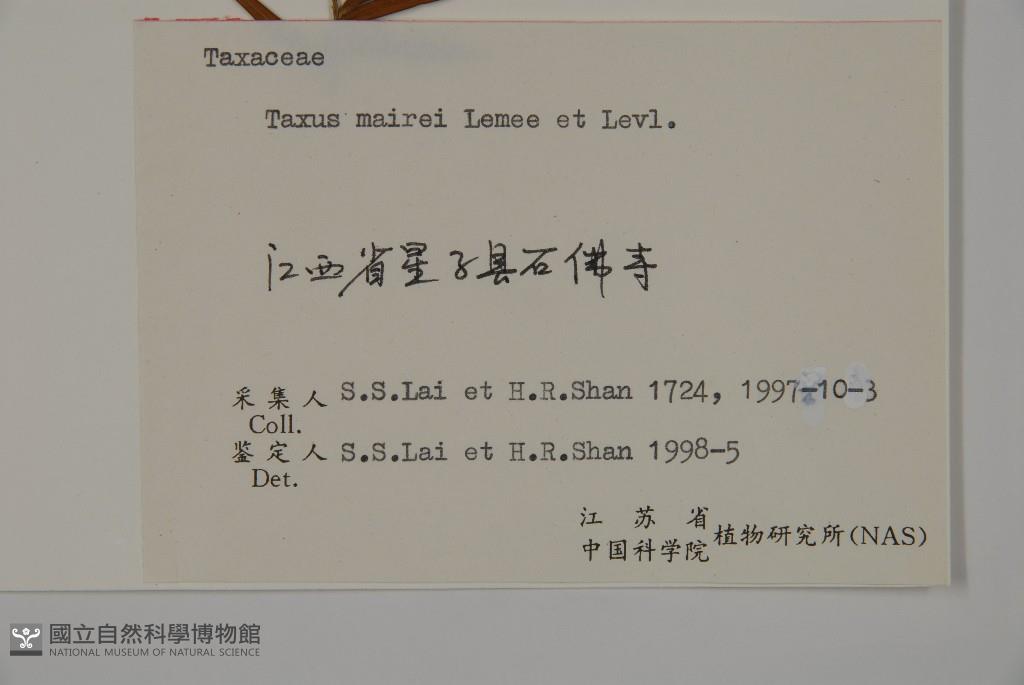 Taxaceae
Taxus mairei Lemee et Levl.
江西省星子县石佛寺
采集人 S.S.Lai et H.R.Shan 1724, 1997-10-3
Coll.
鉴定人 S.S.Lai et H.R.Shan 1998-5
Det.
江苏省
中国科学院 植物研究所(NAS)
國立自然科學博物館
NATIONAL MUSEUM OF NATURAL SCIENCE